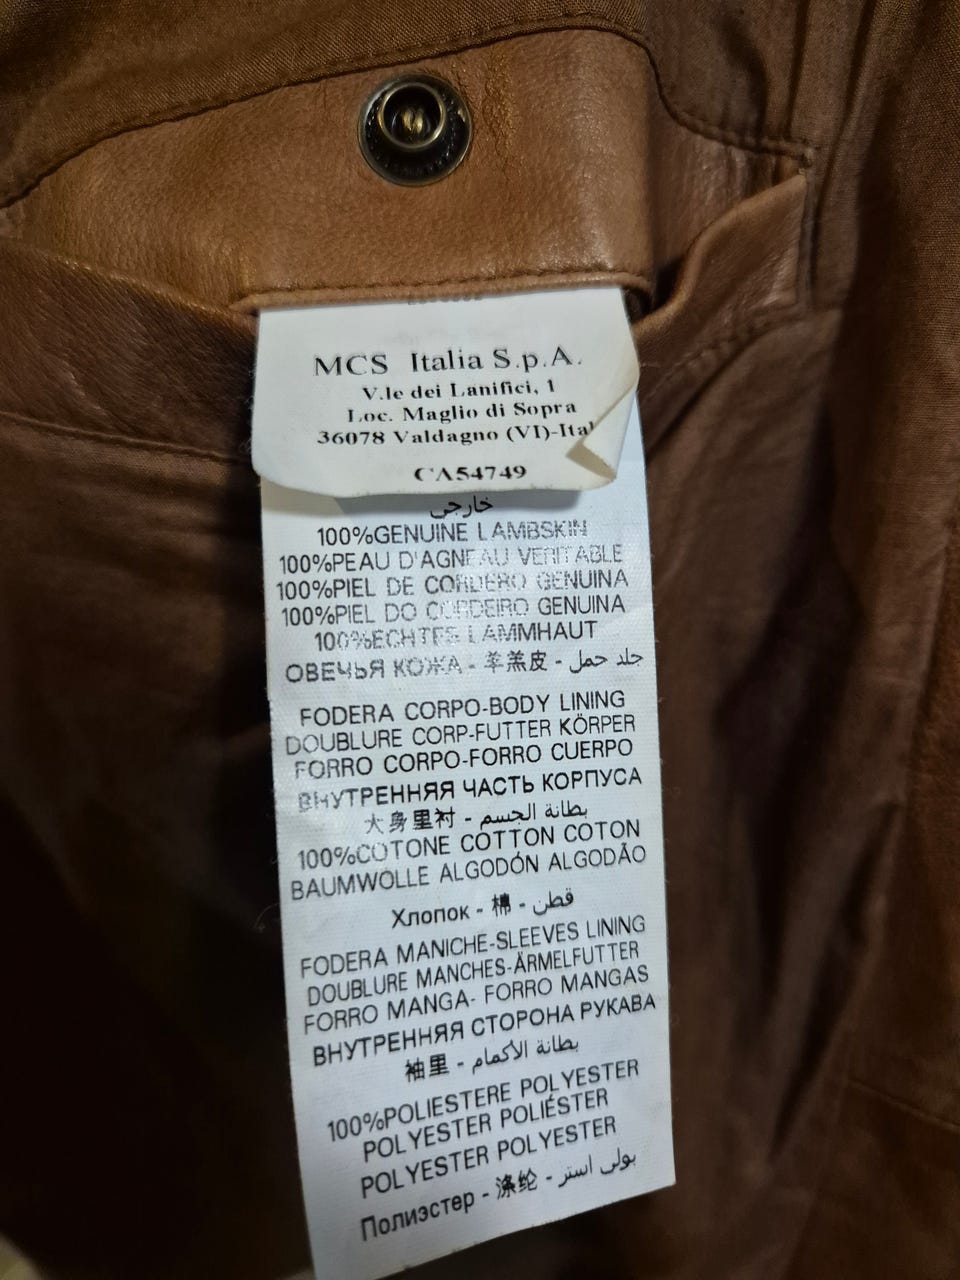 MCS Italia S.p.A.
V.le dei Lanifici, 1
Loc. Maglio di Sopra
36078 Valdagno (VI)-Ital
CA54749
خارجي
100%GENUINE LAMBSKIN
100%PEAU D'AGNEAU VERITABLE
100%PIEL DE CORDERO GENUINA
100%PIEL DO CORDEIRO GENUINA
100%ECHTES LAMMHAUT
ОВЕЧЬЯ КОЖА - 羊羔皮 - جلد حمل
FODERA CORPO-BODY LINING
DOUBLURE CORP-FUTTER KÖRPER
FORRO CORPO-FORRO CUERPO
ВНУТРЕННЯЯ ЧАСТЬ КОРПУСА
大身里衬 - بطانة الجسم
100%COTONE COTTON COTON
BAUMWOLLE ALGODÓN ALGODÃO
Хлопок - 棉 - قطن
FODERA MANICHE-SLEEVES LINING
DOUBLURE MANCHES-ÄRMELFUTTER
FORRO MANGA- FORRO MANGAS
ВНУТРЕННЯЯ СТОРОНА РУКАВА
袖里 - بطانة الأكمام
100%POLIESTERE POLYESTER
POLYESTER POLIÉSTER
POLYESTER POLYESTER
Полиэстер - 涤纶 - بولى استر